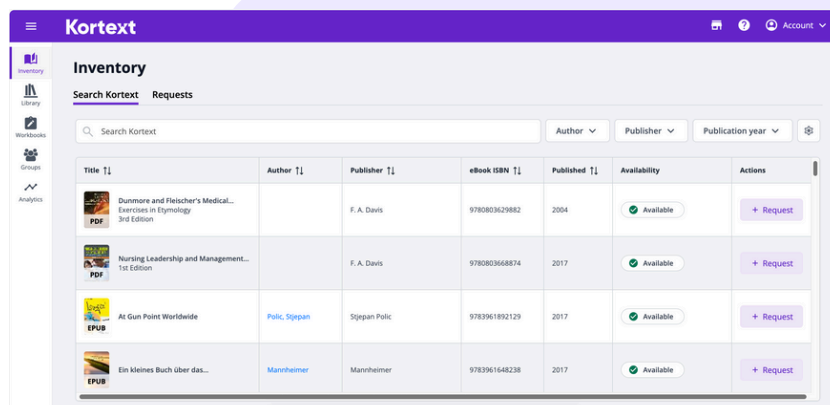 Kortext
Account
Inventory
Library
Workbooks
Groups
Analytics
Inventory
Search Kortext Requests
Search Kortext Author Publisher Publication year
Title Author Publisher eBook ISBN Published Availability Actions
Dunmore and Fleischer's Medical...
Exercises in Etymology
3rd Edition
PDF
F. A. Davis 9780803629882 2004 Available + Request
Nursing Leadership and Management...
1st Edition
PDF
F. A. Davis 9780803668874 2017 Available + Request
At Gun Point Worldwide
EPUB
Polic, Stjepan Stjepan Polic 9783961892129 2017 Available + Request
Ein kleines Buch über das...
EPUB
Mannheimer Mannheimer 9783961648238 2017 Available + Request